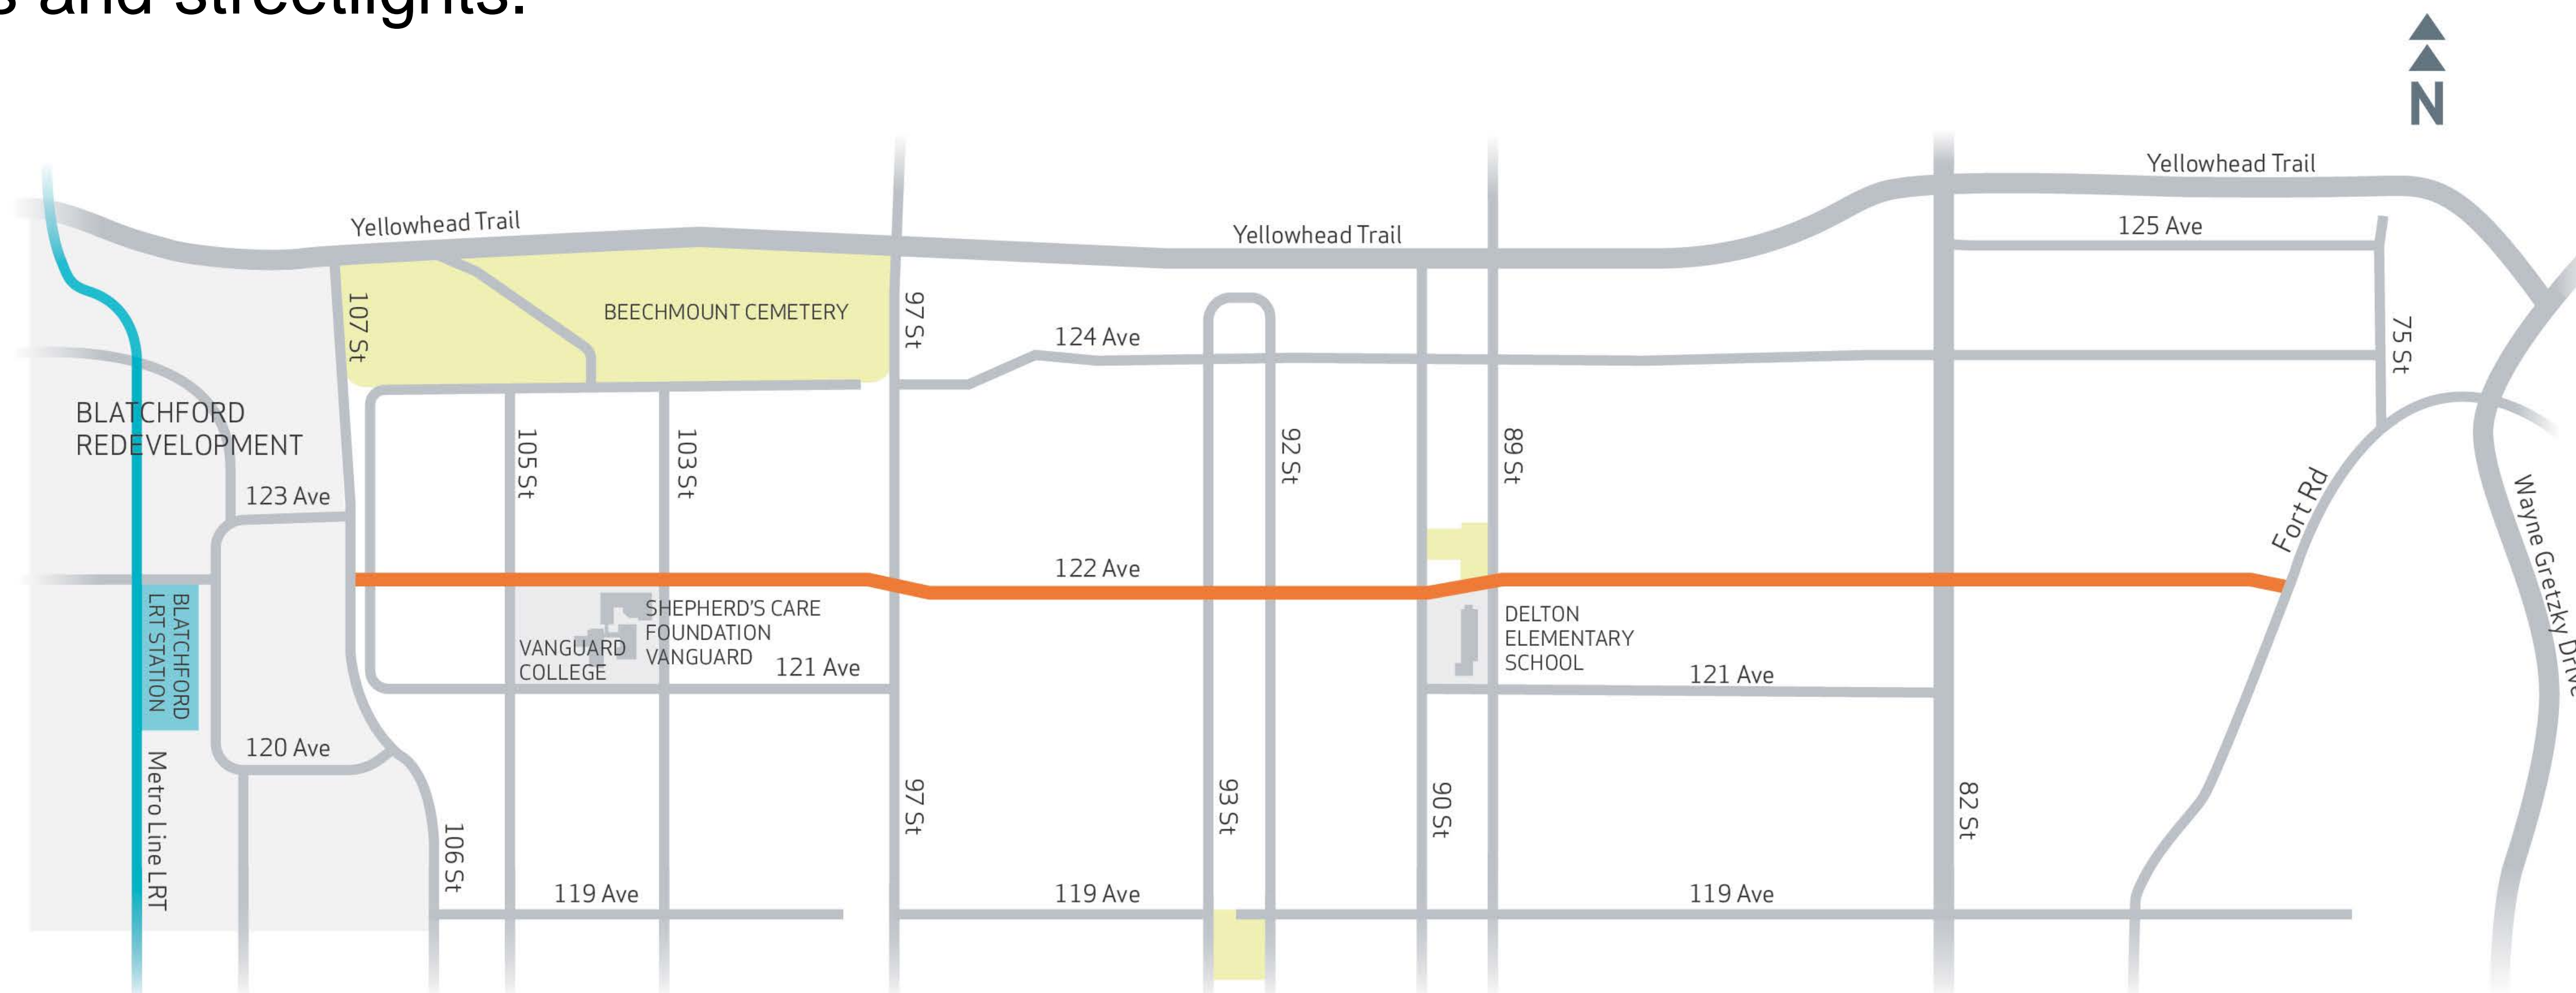 s and streetlights.
N
Yellowhead Trail
Yellowhead Trail
Yellowhead Trail
125 Ave
107 St
BEECHMOUNT CEMETERY
97 St
124 Ave
75 St
BLATCHFORD
REDEVELOPMENT
105 St
103 St
92 St
89 St
Fort Rd
Wayne Gretzky Drive
123 Ave
122 Ave
BLATCHFORD
LRT STATION
SHEPHERD'S CARE
FOUNDATION
VANGUARD
VANGUARD
COLLEGE
121 Ave
DELTON
ELEMENTARY
SCHOOL
121 Ave
120 Ave
Metro Line LRT
106 St
97 St
93 St
90 St
82 St
119 Ave
119 Ave
119 Ave